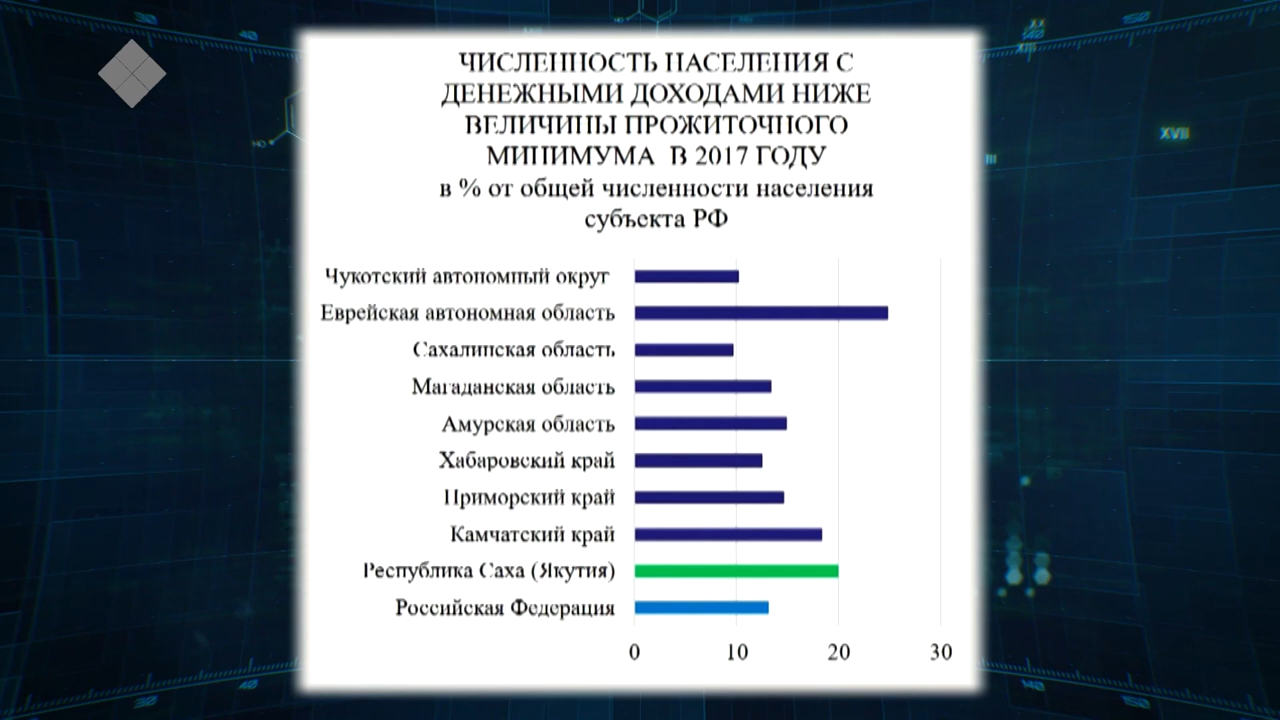 ЧИСЛЕННОСТЬ НАСЕЛЕНИЯ С
ДЕНЕЖНЫМИ ДОХОДАМИ НИЖЕ
ВЕЛИЧИНЫ ПРОЖИТОЧНОГО
МИНИМУМА В 2017 ГОДУ
в % от общей численности населения
субъекта РФ
Чукотский автономный округ
Еврейская автономная область
Сахалинская область
Магаданская область
Амурская область
Хабаровский край
Приморский край
Камчатский край
Республика Саха (Якутия)
Российская Федерация
0 10 20 30
XVII
III